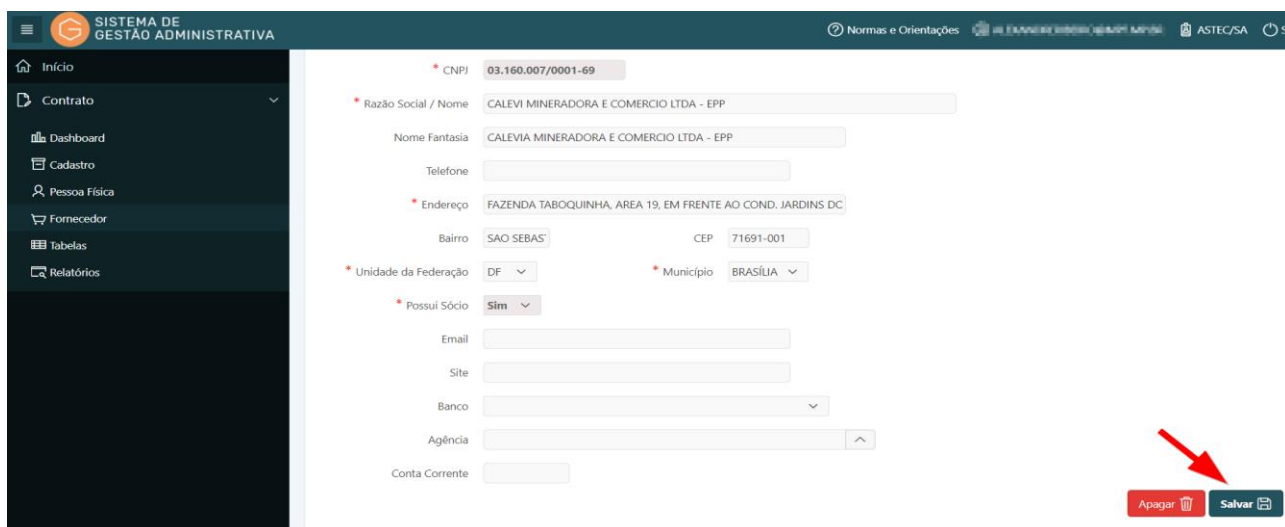 SISTEMA DE
GESTÃO ADMINISTRATIVA
Normas e Orientações ASTEC/SA S
Início
Contrato
Dashboard
Cadastro
Pessoa Física
Fornecedor
Tabelas
Relatórios
* CNPJ 03.160.007/0001-69
* Razão Social / Nome CALEVI MINERADORA E COMERCIO LTDA - EPP
Nome Fantasia CALEVIA MINERADORA E COMERCIO LTDA - EPP
Telefone
* Endereço FAZENDA TABOQUINHA, AREA 19, EM FRENTE AO COND. JARDINS DC
Bairro SAO SEBAST CEP 71691-001
* Unidade da Federação DF * Município BRASÍLIA
* Possui Sócio Sim
Email
Site
Banco
Agência
Conta Corrente
Apagar Salvar